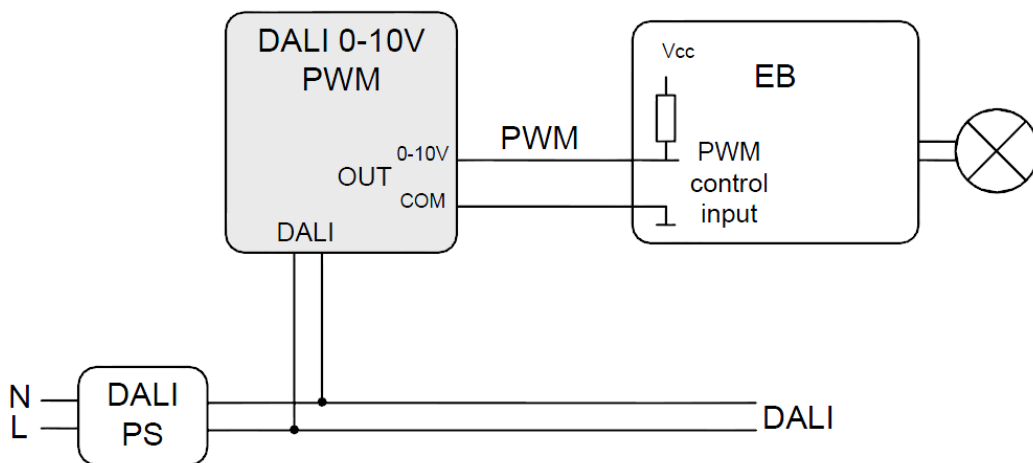 DALI 0-10V
PWM
0-10V
OUT
COM
DALI
PWM
Vcc
EB
PWM
control
input
N
L
DALI
PS
DALI